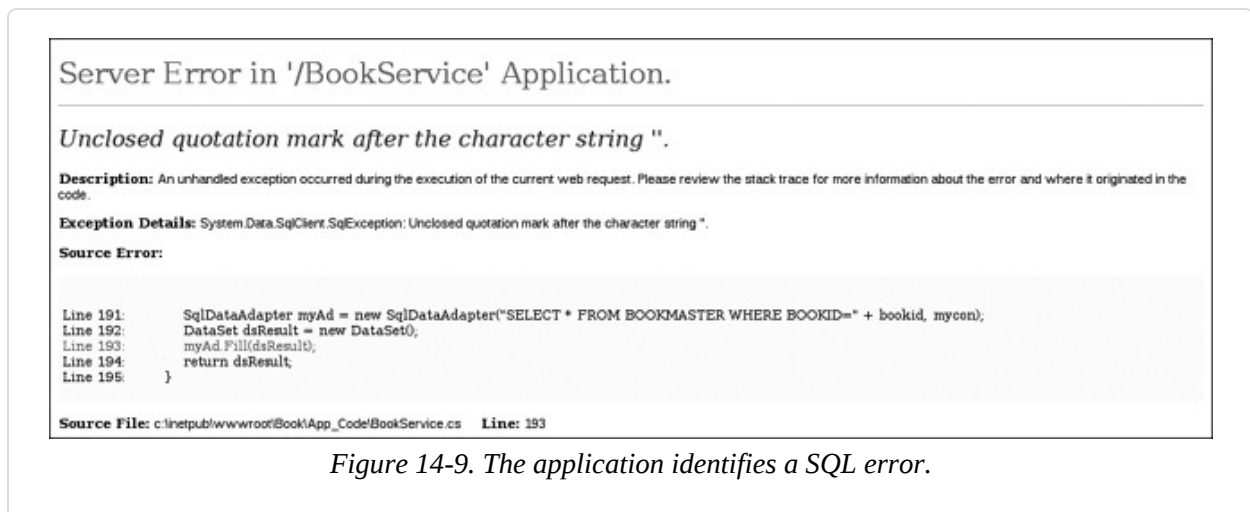 Server Error in '/BookService' Application.
Unclosed quotation mark after the character string ''.
Description: An unhandled exception occurred during the execution of the current web request. Please review the stack trace for more information about the error and where it originated in the
code.
Exception Details: System.Data.SqlClient.SqlException: Unclosed quotation mark after the character string ''.
Source Error:
Line 191: SqlDataAdapter myAd = new SqlDataAdapter("SELECT * FROM BOOKMASTER WHERE BOOKID=" + bookid, mycon);
Line 192: DataSet dsResult = new DataSet();
Line 193: myAd.Fill(dsResult);
Line 194: return dsResult;
Line 195: }
Source File: c:\inetpub\wwwroot\Book\App_Code\BookService.cs Line: 193
Figure 14-9. The application identifies a SQL error.